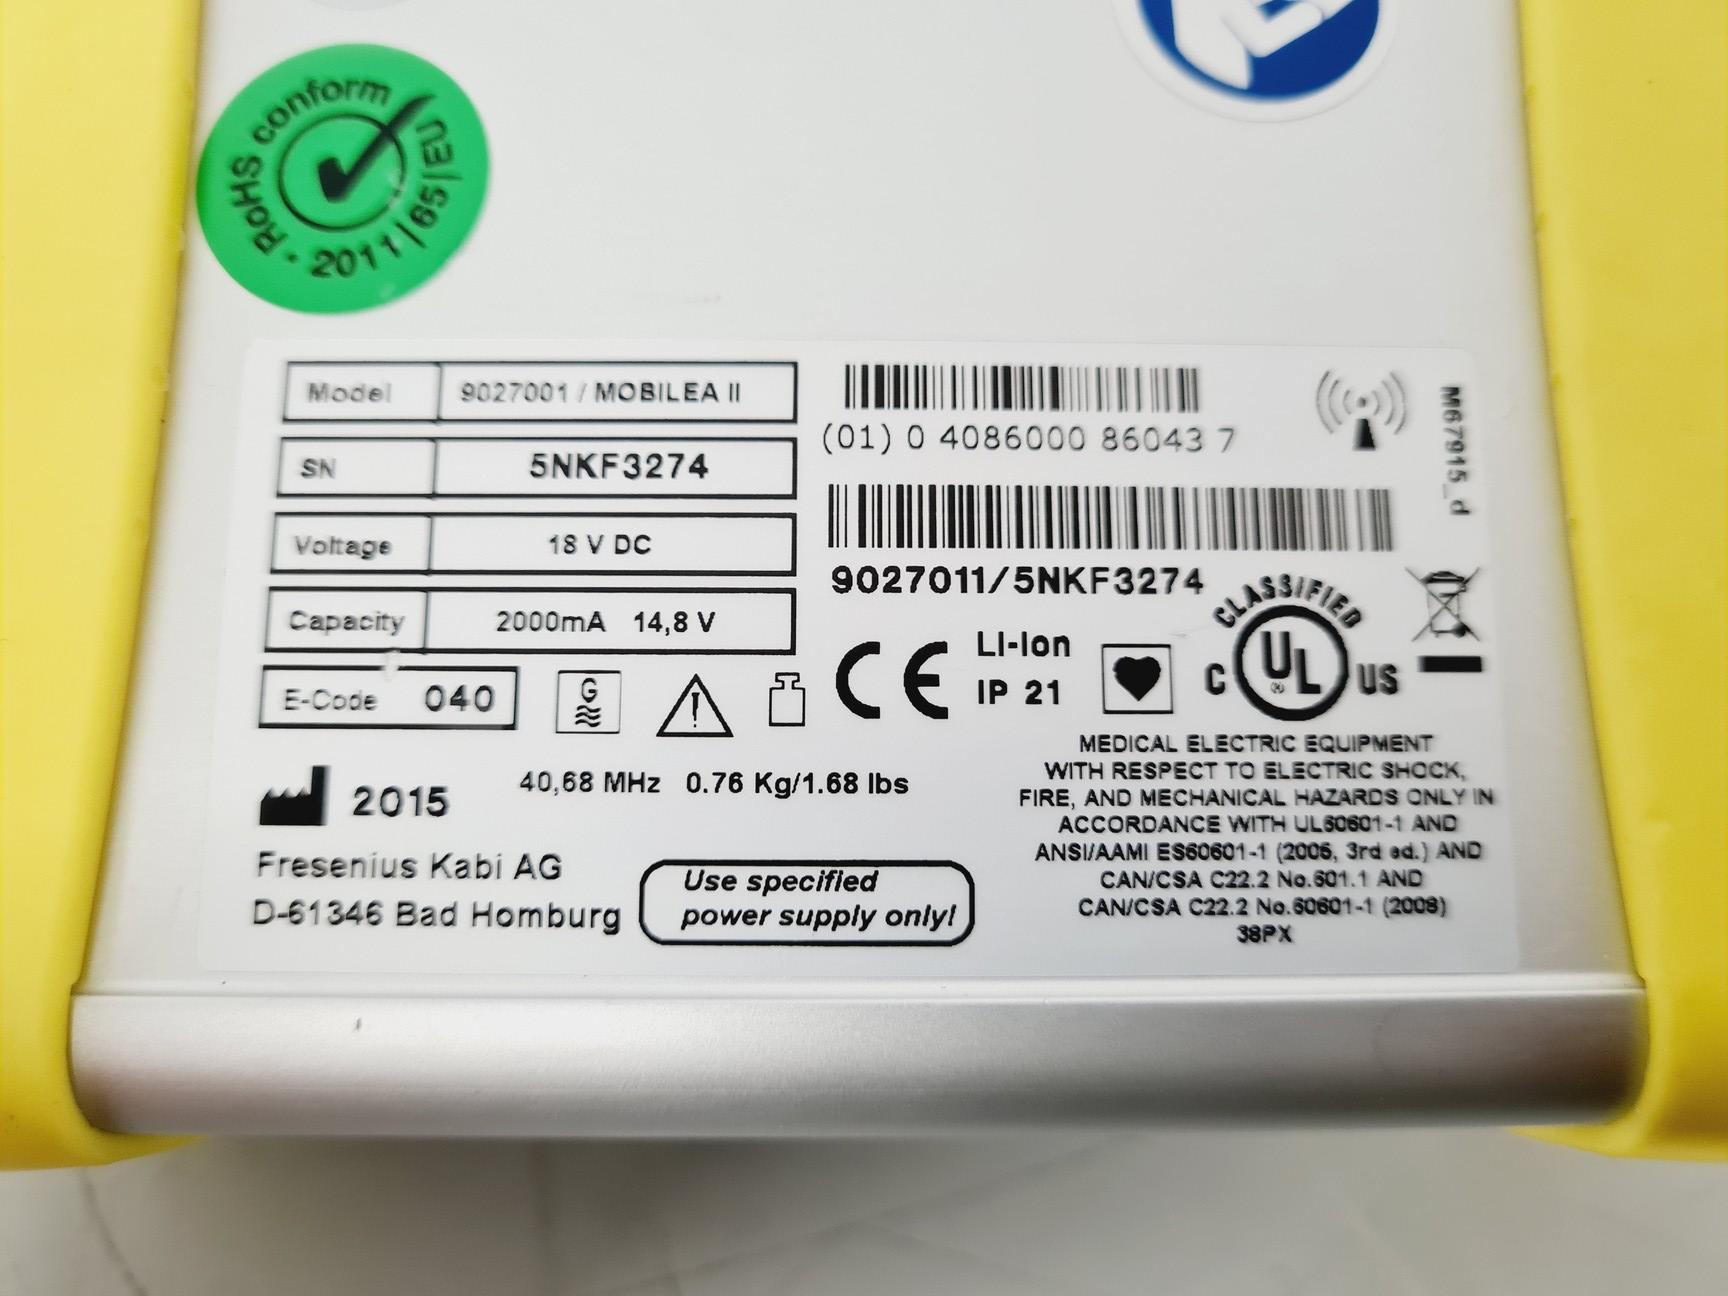 RoHS conform
• 2011|65|EU
Model 9027001 / MOBILEA II
SN 5NKF3274
Voltage 18 V DC
Capacity 2000mA 14,8 V
E-Code 040
G
2015
40,68 MHz 0.76 Kg/1.68 lbs
Fresenius Kabi AG
D-61346 Bad Homburg
Use specified
power supply only!
(01) 0 4086000 86043 7
M67915_d
9027011/5NKF3274
CE
LI-Ion
IP 21
CLASSIFIED
C UL® US
MEDICAL ELECTRIC EQUIPMENT
WITH RESPECT TO ELECTRIC SHOCK,
FIRE, AND MECHANICAL HAZARDS ONLY IN
ACCORDANCE WITH UL60601-1 AND
ANSI/AAMI ES60601-1 (2005, 3rd ed.) AND
CAN/CSA C22.2 No.601.1 AND
CAN/CSA C22.2 No.60601-1 (2008)
38PX